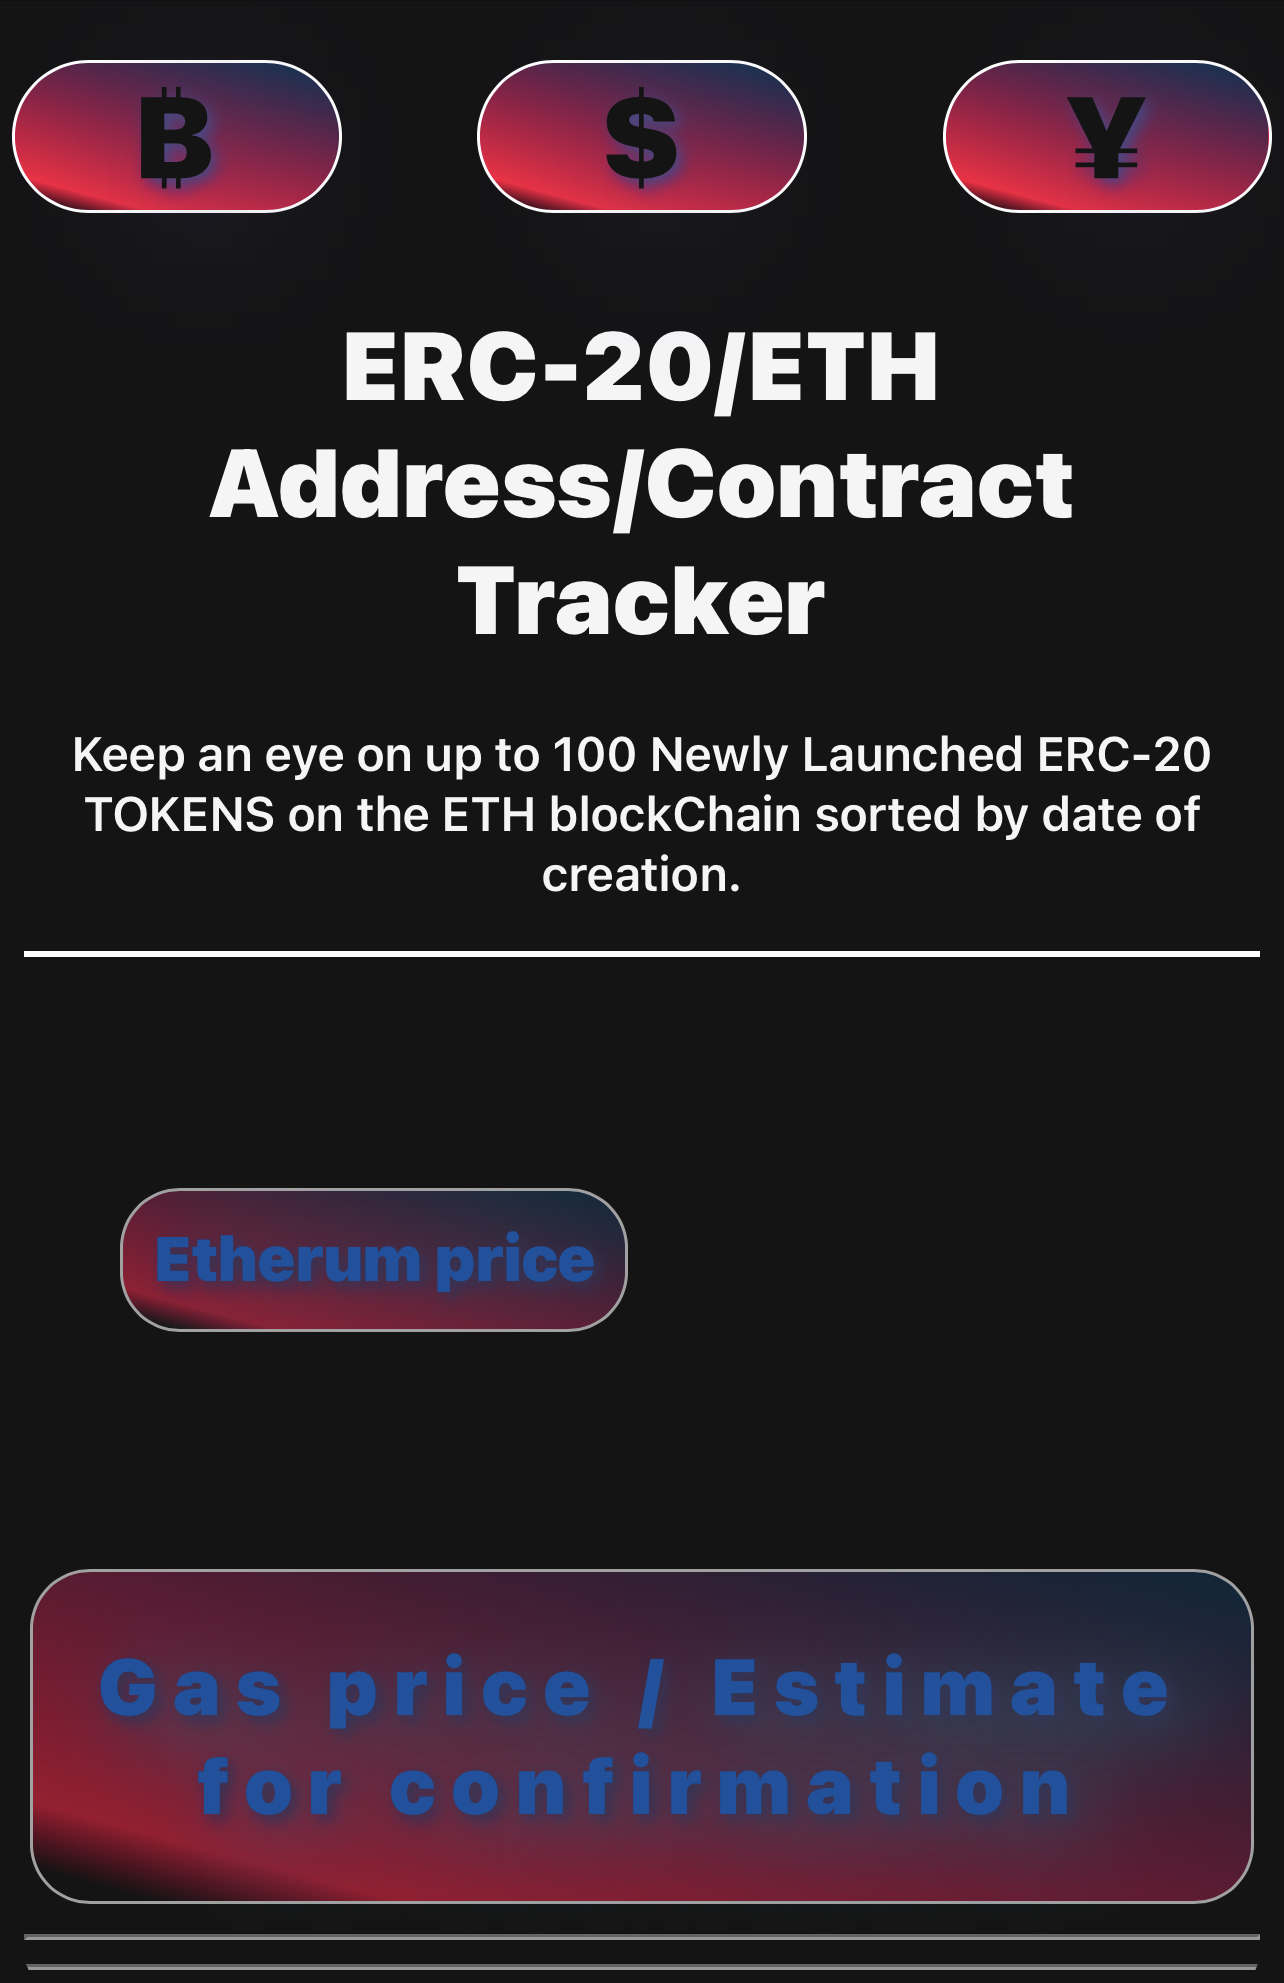 ฿ $ ¥
ERC-20/ETH
Address/Contract
Tracker
Keep an eye on up to 100 Newly Launched ERC-20
TOKENS on the ETH blockChain sorted by date of
creation.
Etherum price
Gas price / Estimate
for confirmation